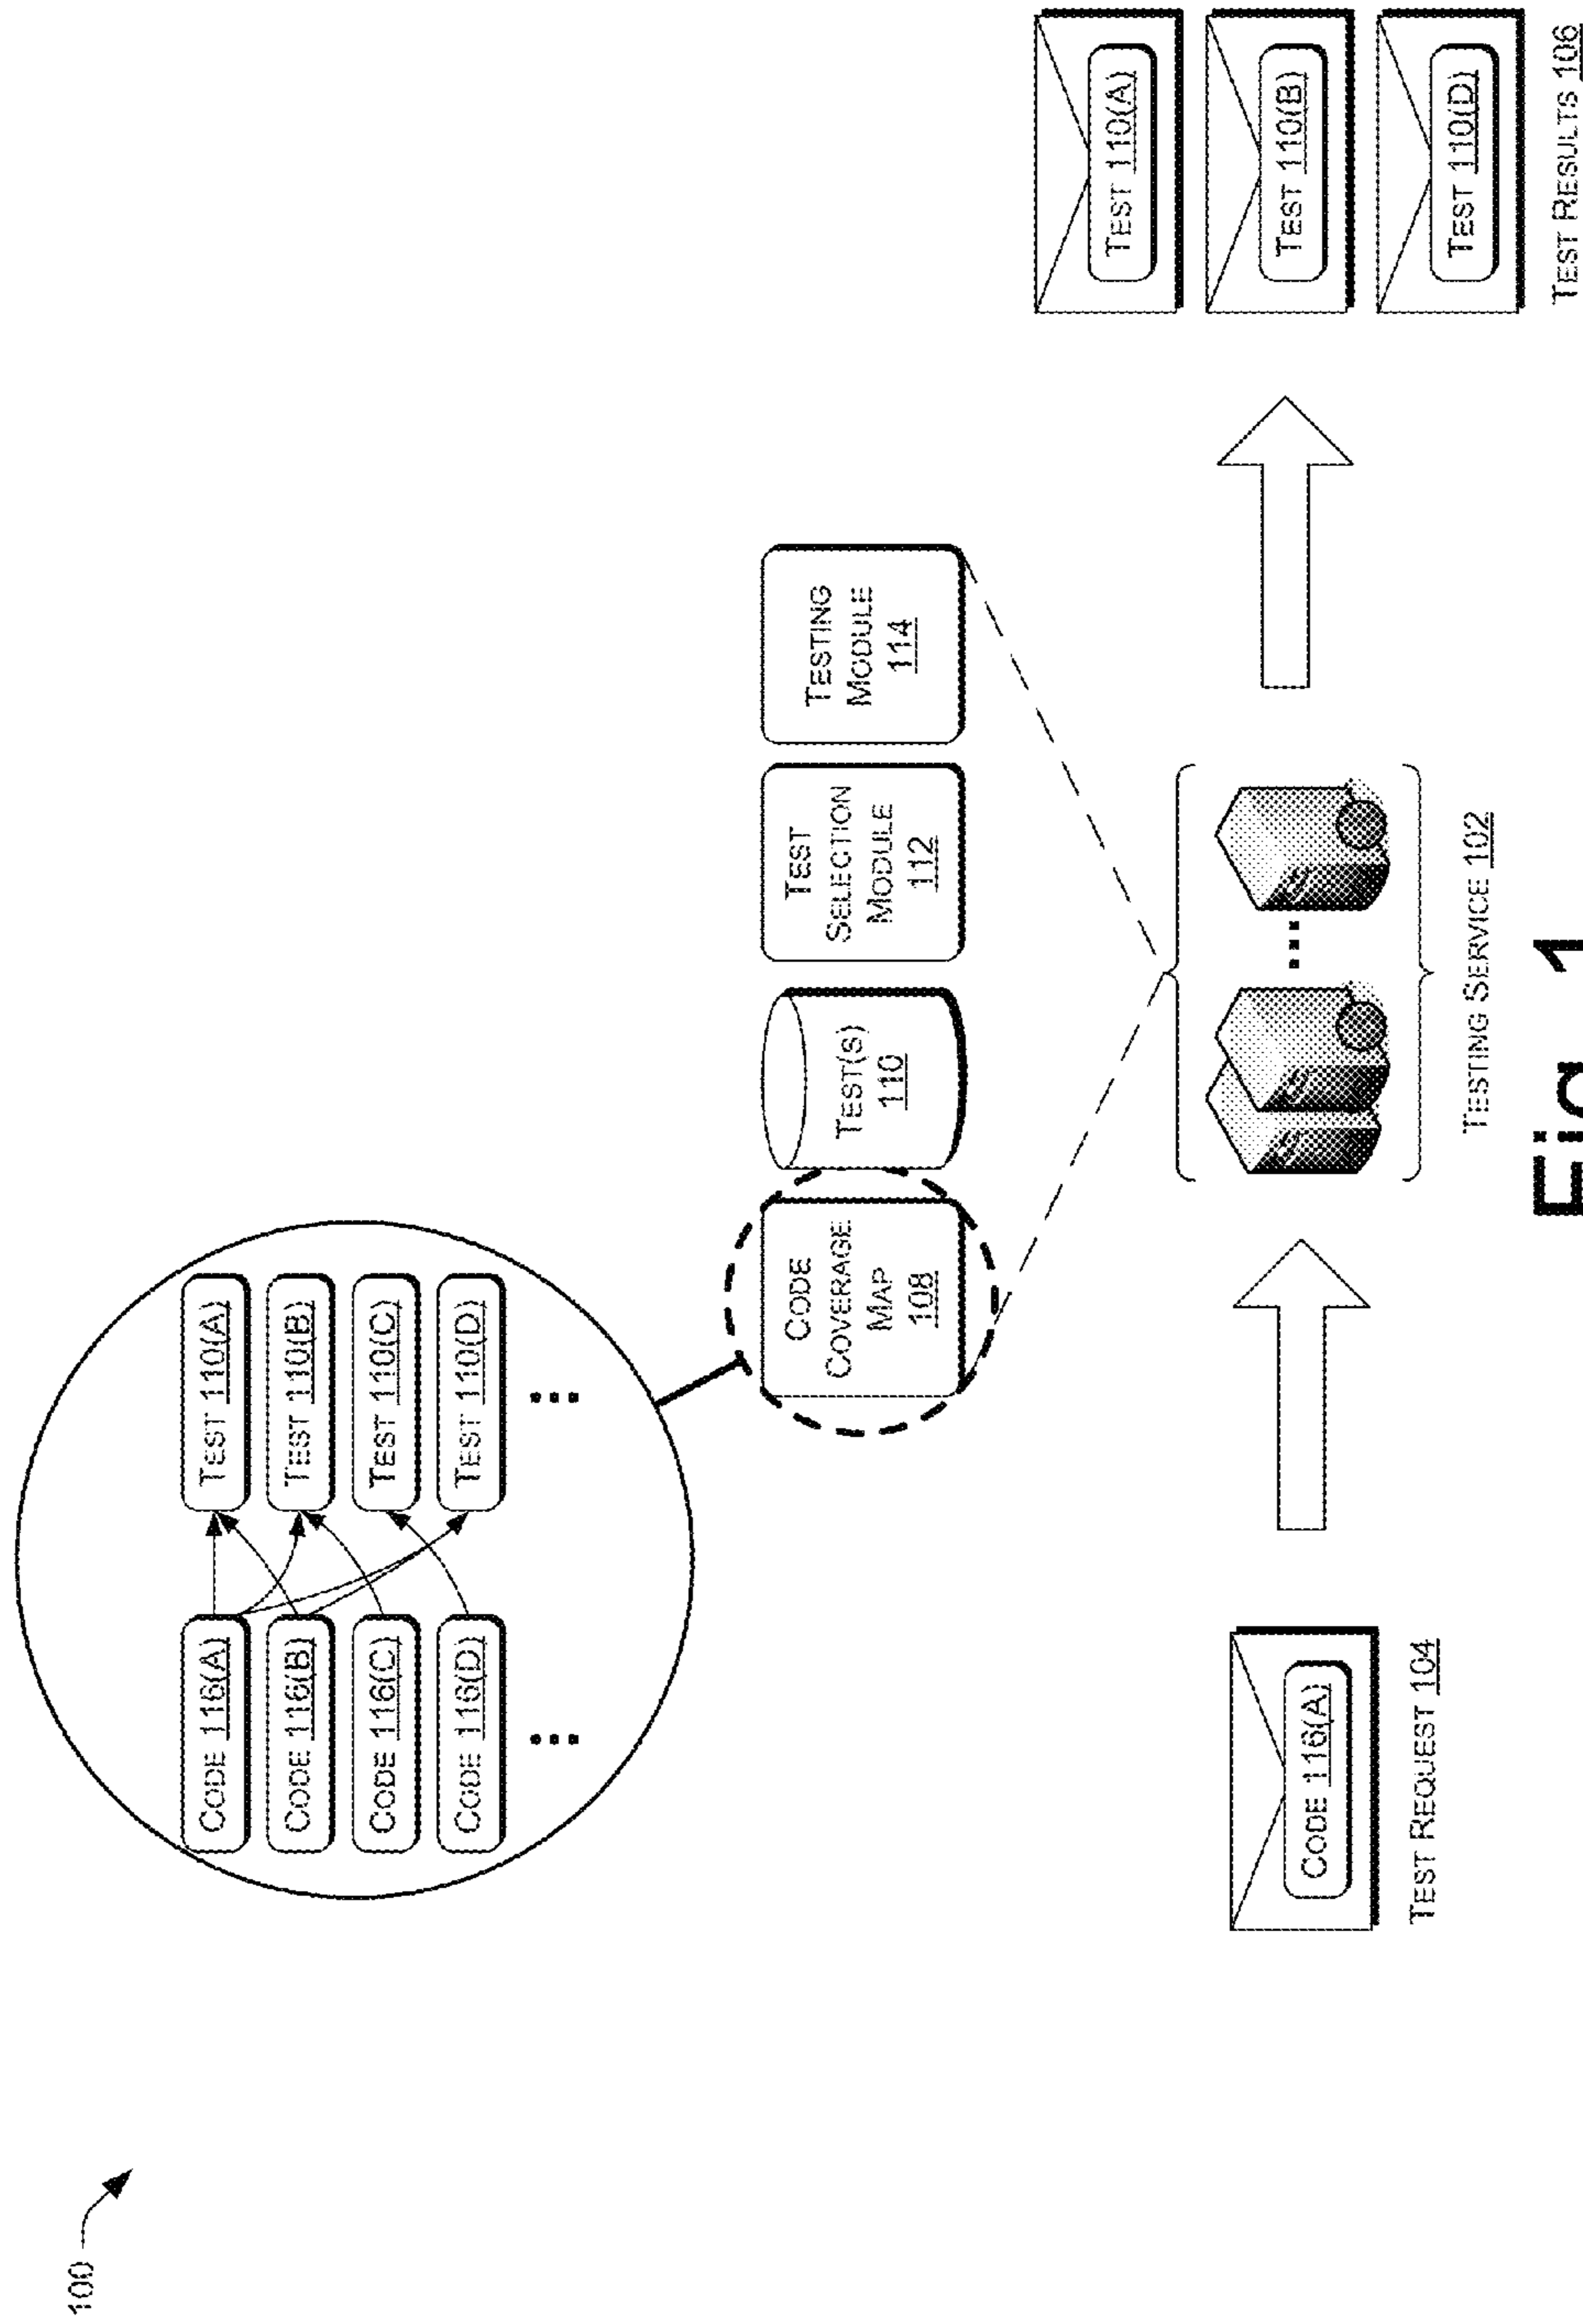 100
CODE 116(A)
TEST 110(A)
CODE 116(B)
TEST 110(B)
CODE 116(C)
TEST 110(C)
CODE 116(D)
TEST 110(D)
...
...
CODE
COVERAGE
MAP
108
TEST(S)
110
TEST
SELECTION
MODULE
112
TESTING
MODULE
114
CODE 116(A)
TEST REQUEST 104
...
TESTING SERVICE 102
TEST 110(A)
TEST 110(B)
TEST 110(D)
TEST RESULTS 106
Fig. 1